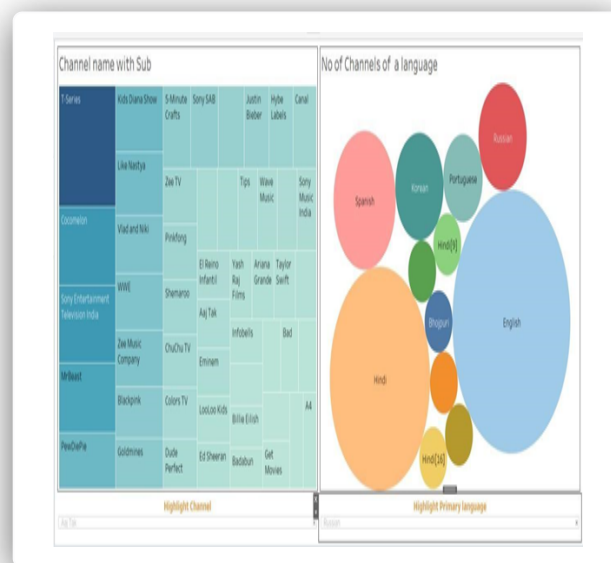 Channel name with Sub
T-Series
Cocomelon
Sony Entertainment
Television India
MrBeast
PewDiePie
Kids Diana Show
Like Nastya
Vlad and Niki
WWE
Zee Music
Company
Blackpink
Goldmines
5-Minute
Crafts
Zee TV
Pinkfong
Shemaroo
ChuChu TV
Colors TV
Dude
Perfect
Sony SAB
El Reino
Infantil
Aaj Tak
Eminem
LooLoo Kids
Ed Sheeran
Justin
Bieber
Hybe
Labels
Canal
Tips
Wave
Music
Sony
Music
India
Yash
Raj
Films
Ariana
Grande
Taylor
Swift
Infobells
Bad
Billie Eilish
A4
Badabun
Get
Movies
Highlight Channel
Aaj Tak
No of Channels of a language
Russian
Spanish
Korean
Portuguese
Hindi[9]
English
Bhojpuri
Hindi
Hindi[16]
Highlight Primary language
Russian